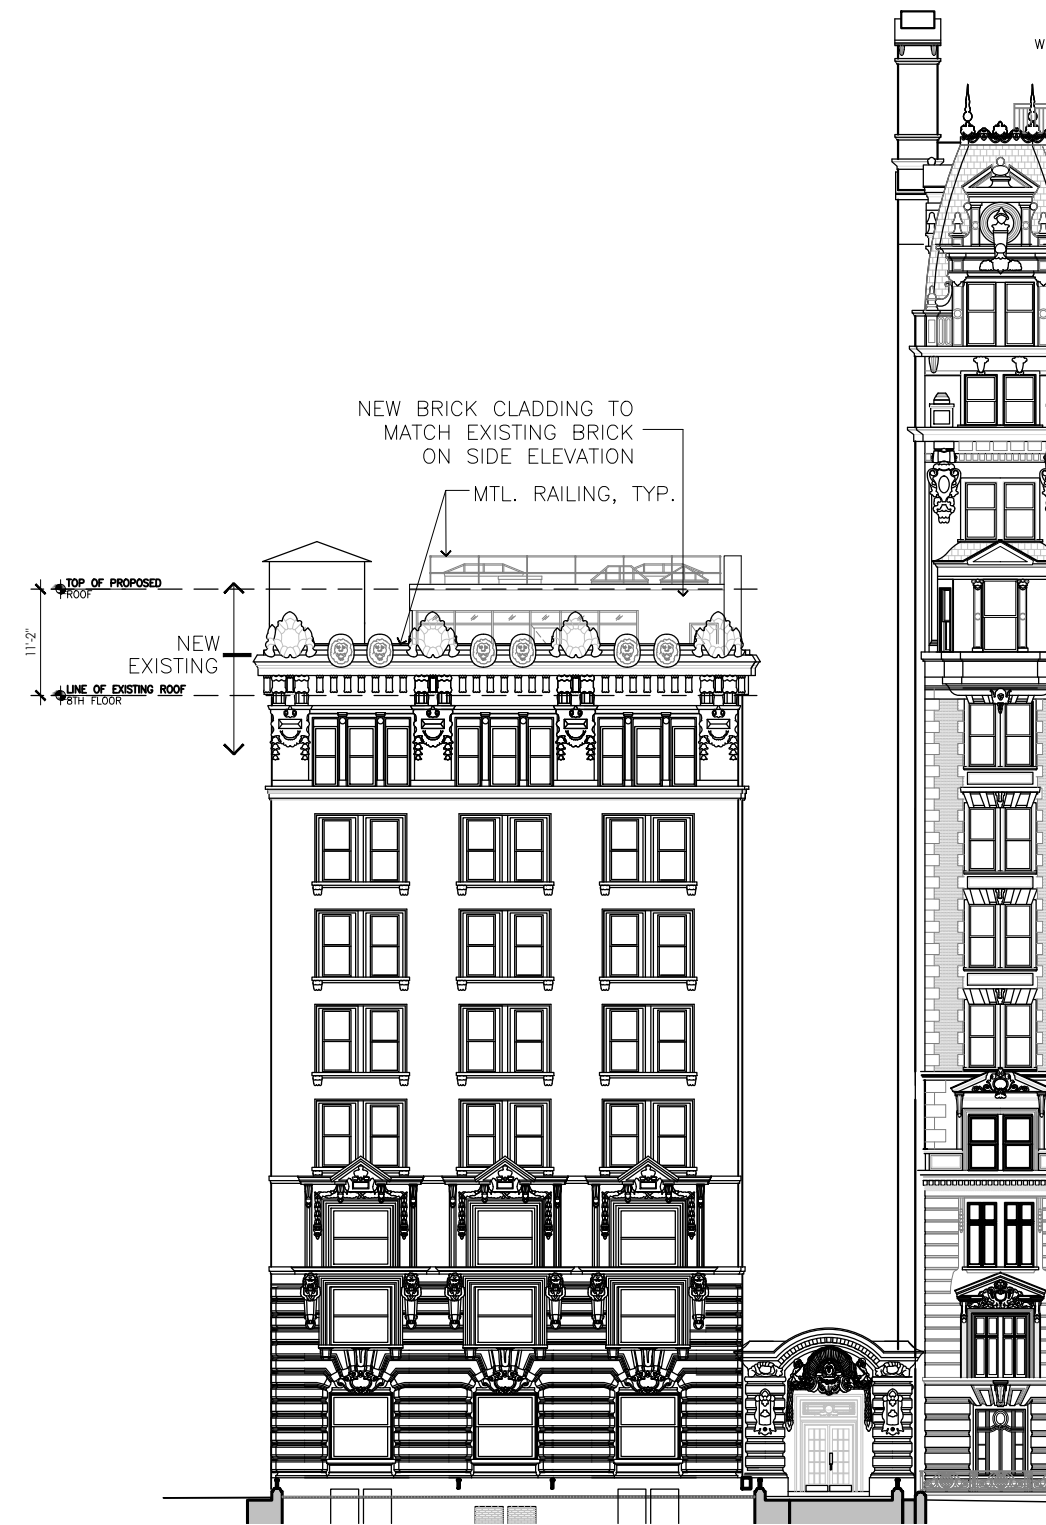 W
NEW BRICK CLADDING TO
MATCH EXISTING BRICK
ON SIDE ELEVATION
MTL. RAILING, TYP.
TOP OF PROPOSED
ROOF
11'-2"
NEW
EXISTING
LINE OF EXISTING ROOF
8TH FLOOR